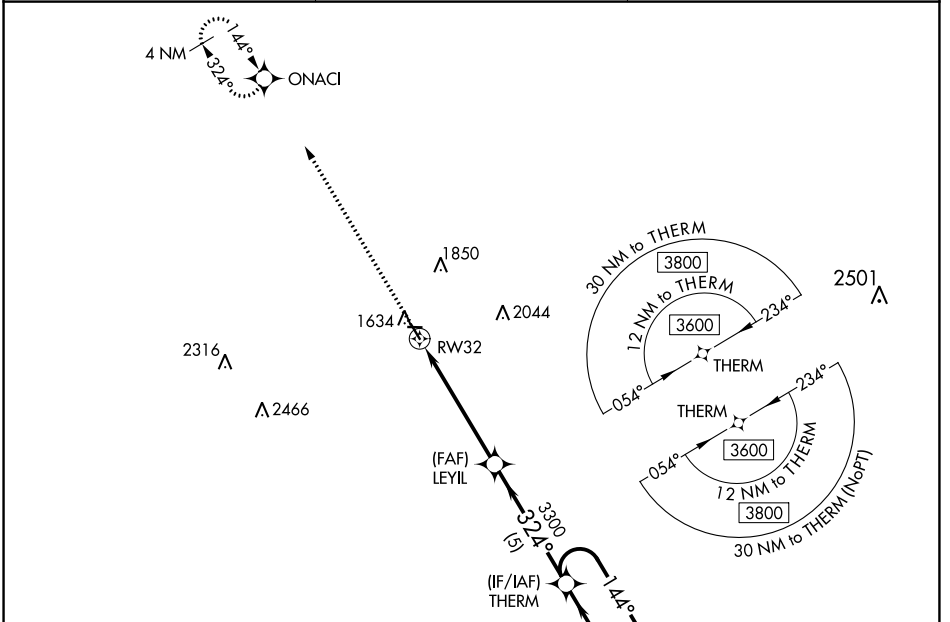 4 NM
144°
324°
ONACI
1850
2044
1634
RW32
2316
2466
2501
30 NM to THERM
3800
12 NM to THERM
3600
234°
054°
THERM
THERM
234°
054°
3600
12 NM to THERM
3800
30 NM to THERM (NoPT)
(FAF)
LEYIL
3300
324°
(5)
(IF/IAF)
THERM
144°